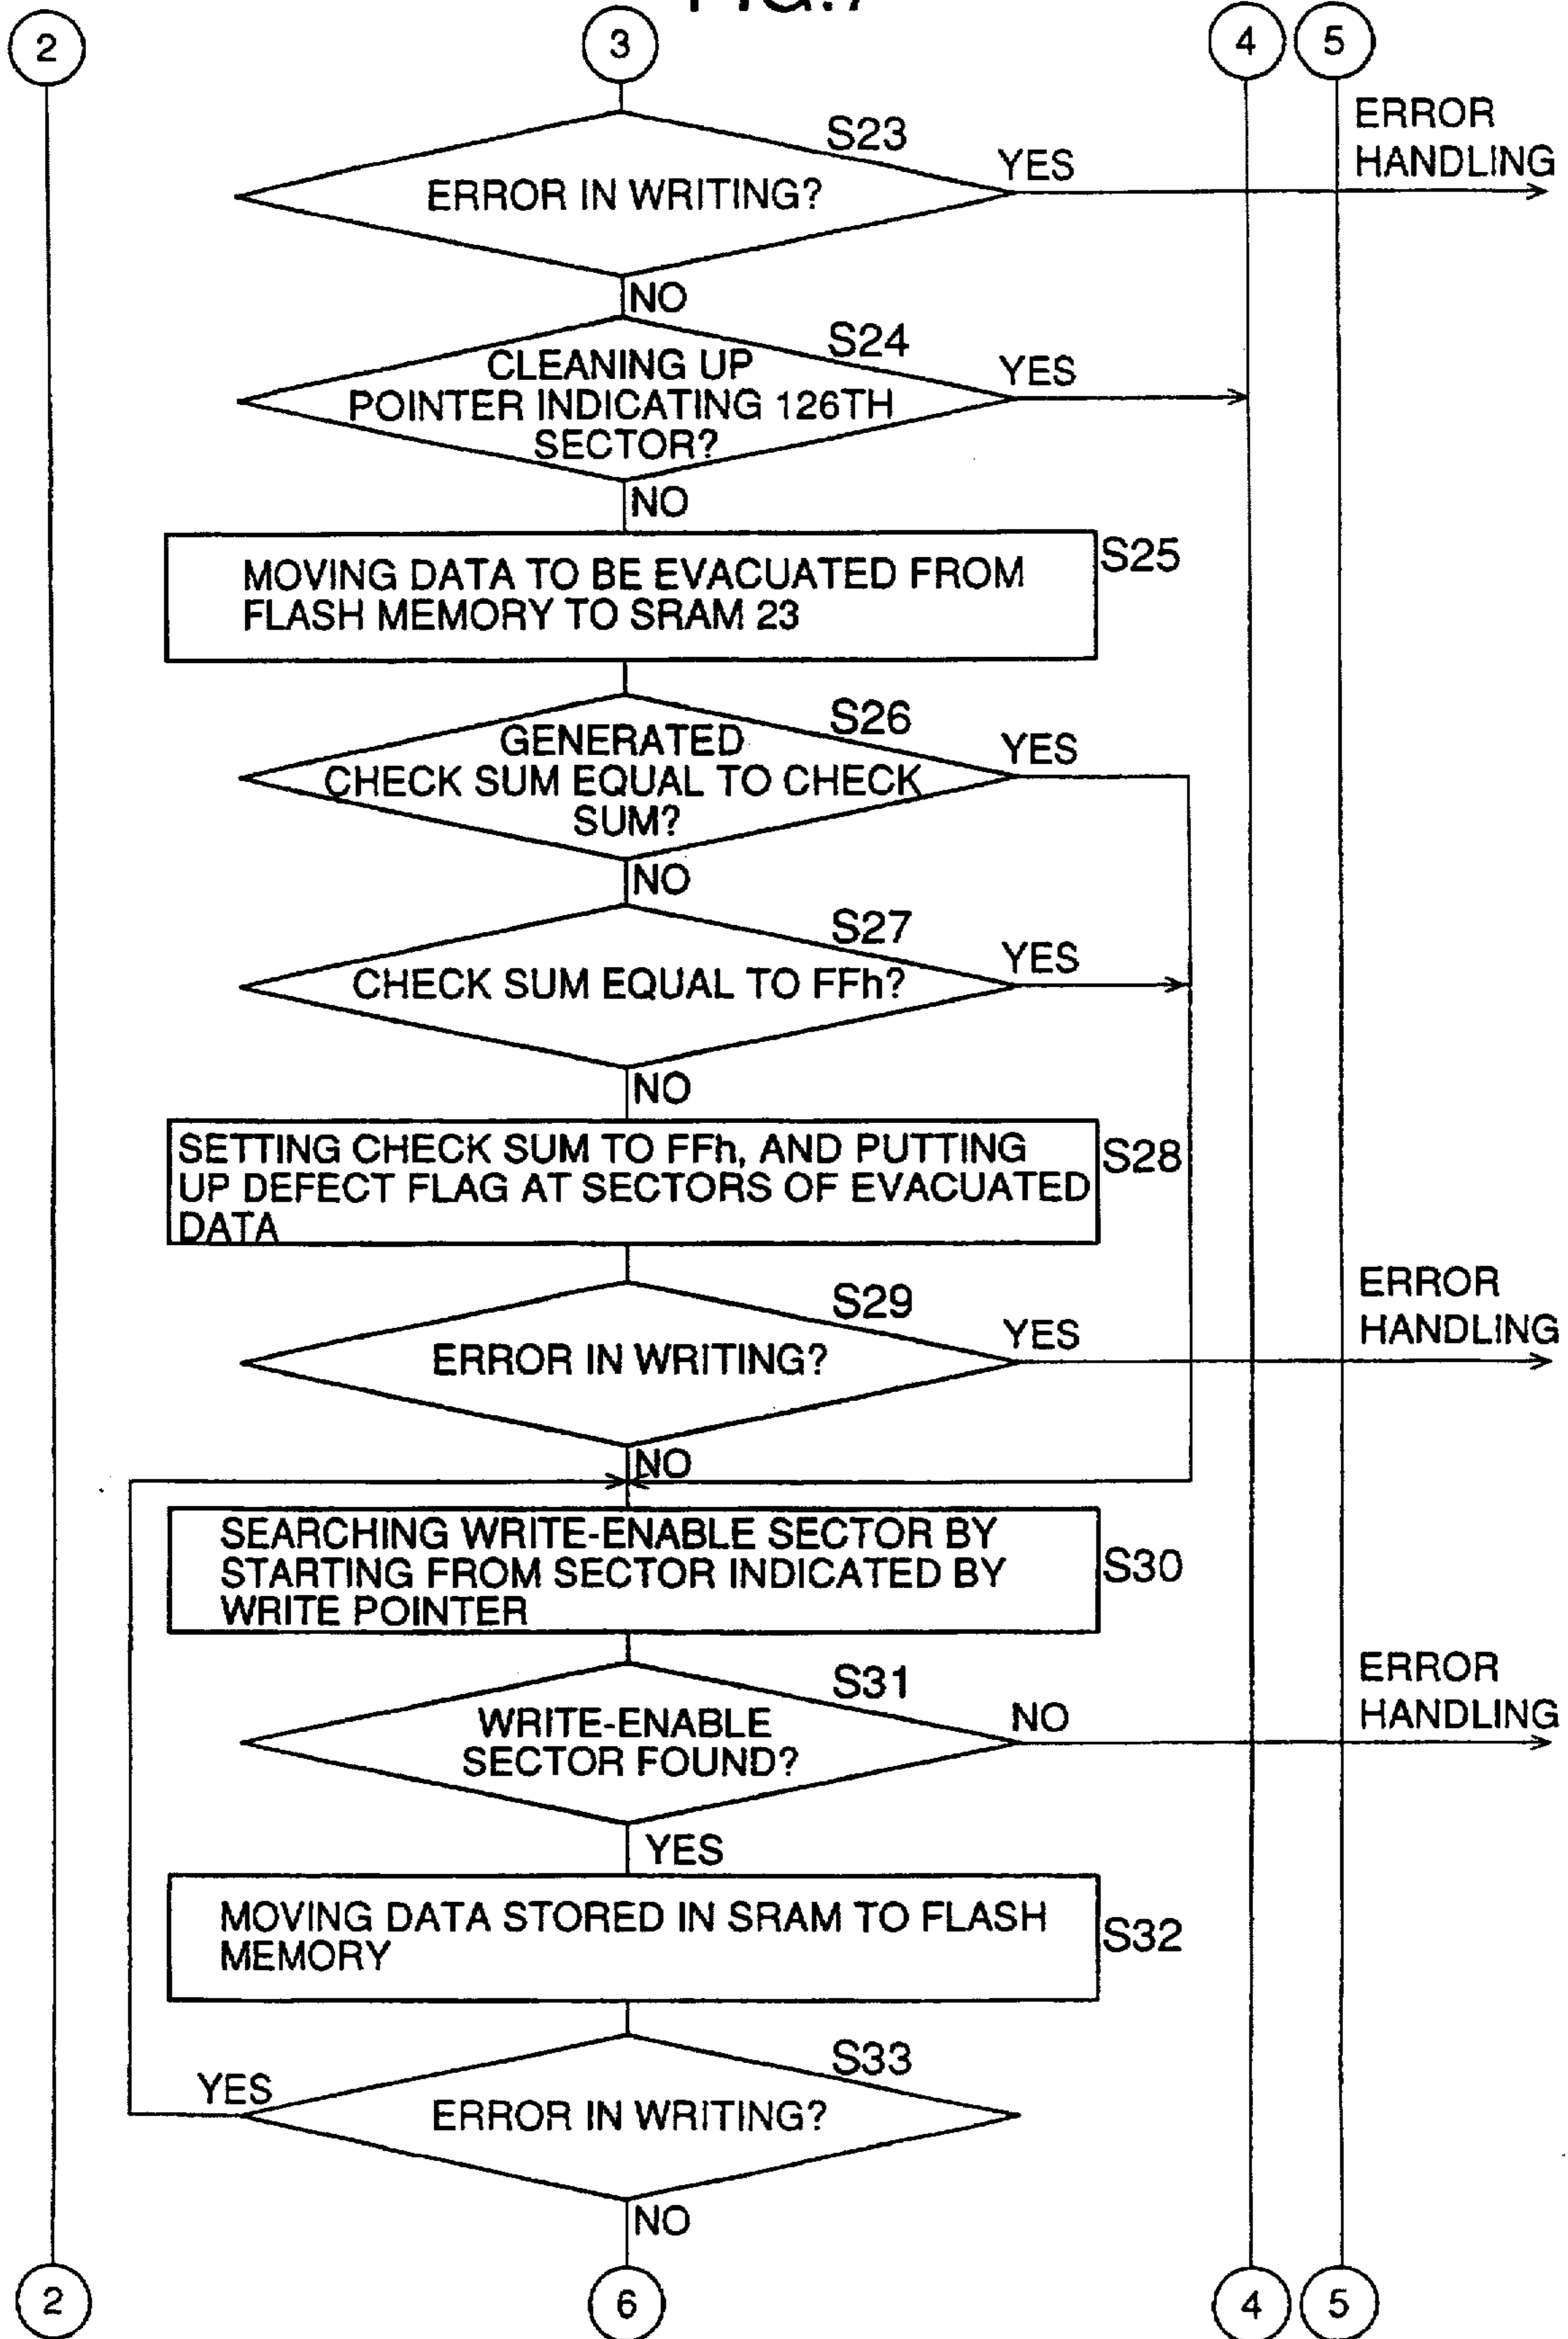 FIG.7
2
3
4
5
S23
ERROR
HANDLING
YES
ERROR IN WRITING?
NO
S24
YES
CLEANING UP
POINTER INDICATING 126TH
SECTOR?
NO
S25
MOVING DATA TO BE EVACUATED FROM
FLASH MEMORY TO SRAM 23
S26
YES
GENERATED
CHECK SUM EQUAL TO CHECK
SUM?
NO
S27
YES
CHECK SUM EQUAL TO FFh?
NO
SETTING CHECK SUM TO FFh, AND PUTTING
UP DEFECT FLAG AT SECTORS OF EVACUATED
DATA
S28
S29
ERROR
HANDLING
YES
ERROR IN WRITING?
NO
SEARCHING WRITE-ENABLE SECTOR BY
STARTING FROM SECTOR INDICATED BY
WRITE POINTER
S30
S31
ERROR
HANDLING
NO
WRITE-ENABLE
SECTOR FOUND?
YES
MOVING DATA STORED IN SRAM TO FLASH
MEMORY
S32
S33
YES
ERROR IN WRITING?
NO
2
6
4
5